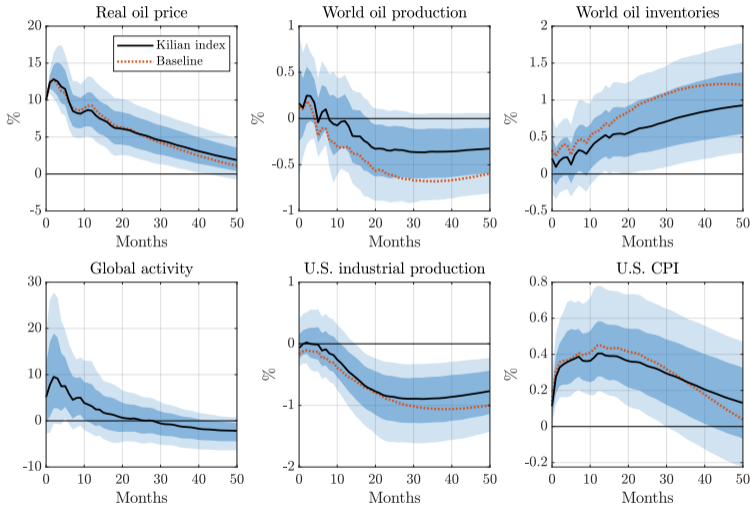 Real oil price
20
15
10
5
0
-5
%
0 10 20 30 40 50
Months
Kilian index
Baseline
World oil production
1
0.5
0
-0.5
-1
%
0 10 20 30 40 50
Months
World oil inventories
2
1.5
1
0.5
0
-0.5
%
0 10 20 30 40 50
Months
Global activity
30
20
10
0
-10
%
0 10 20 30 40 50
Months
U.S. industrial production
1
0
-1
-2
%
0 10 20 30 40 50
Months
U.S. CPI
0.8
0.6
0.4
0.2
0
-0.2
%
0 10 20 30 40 50
Months